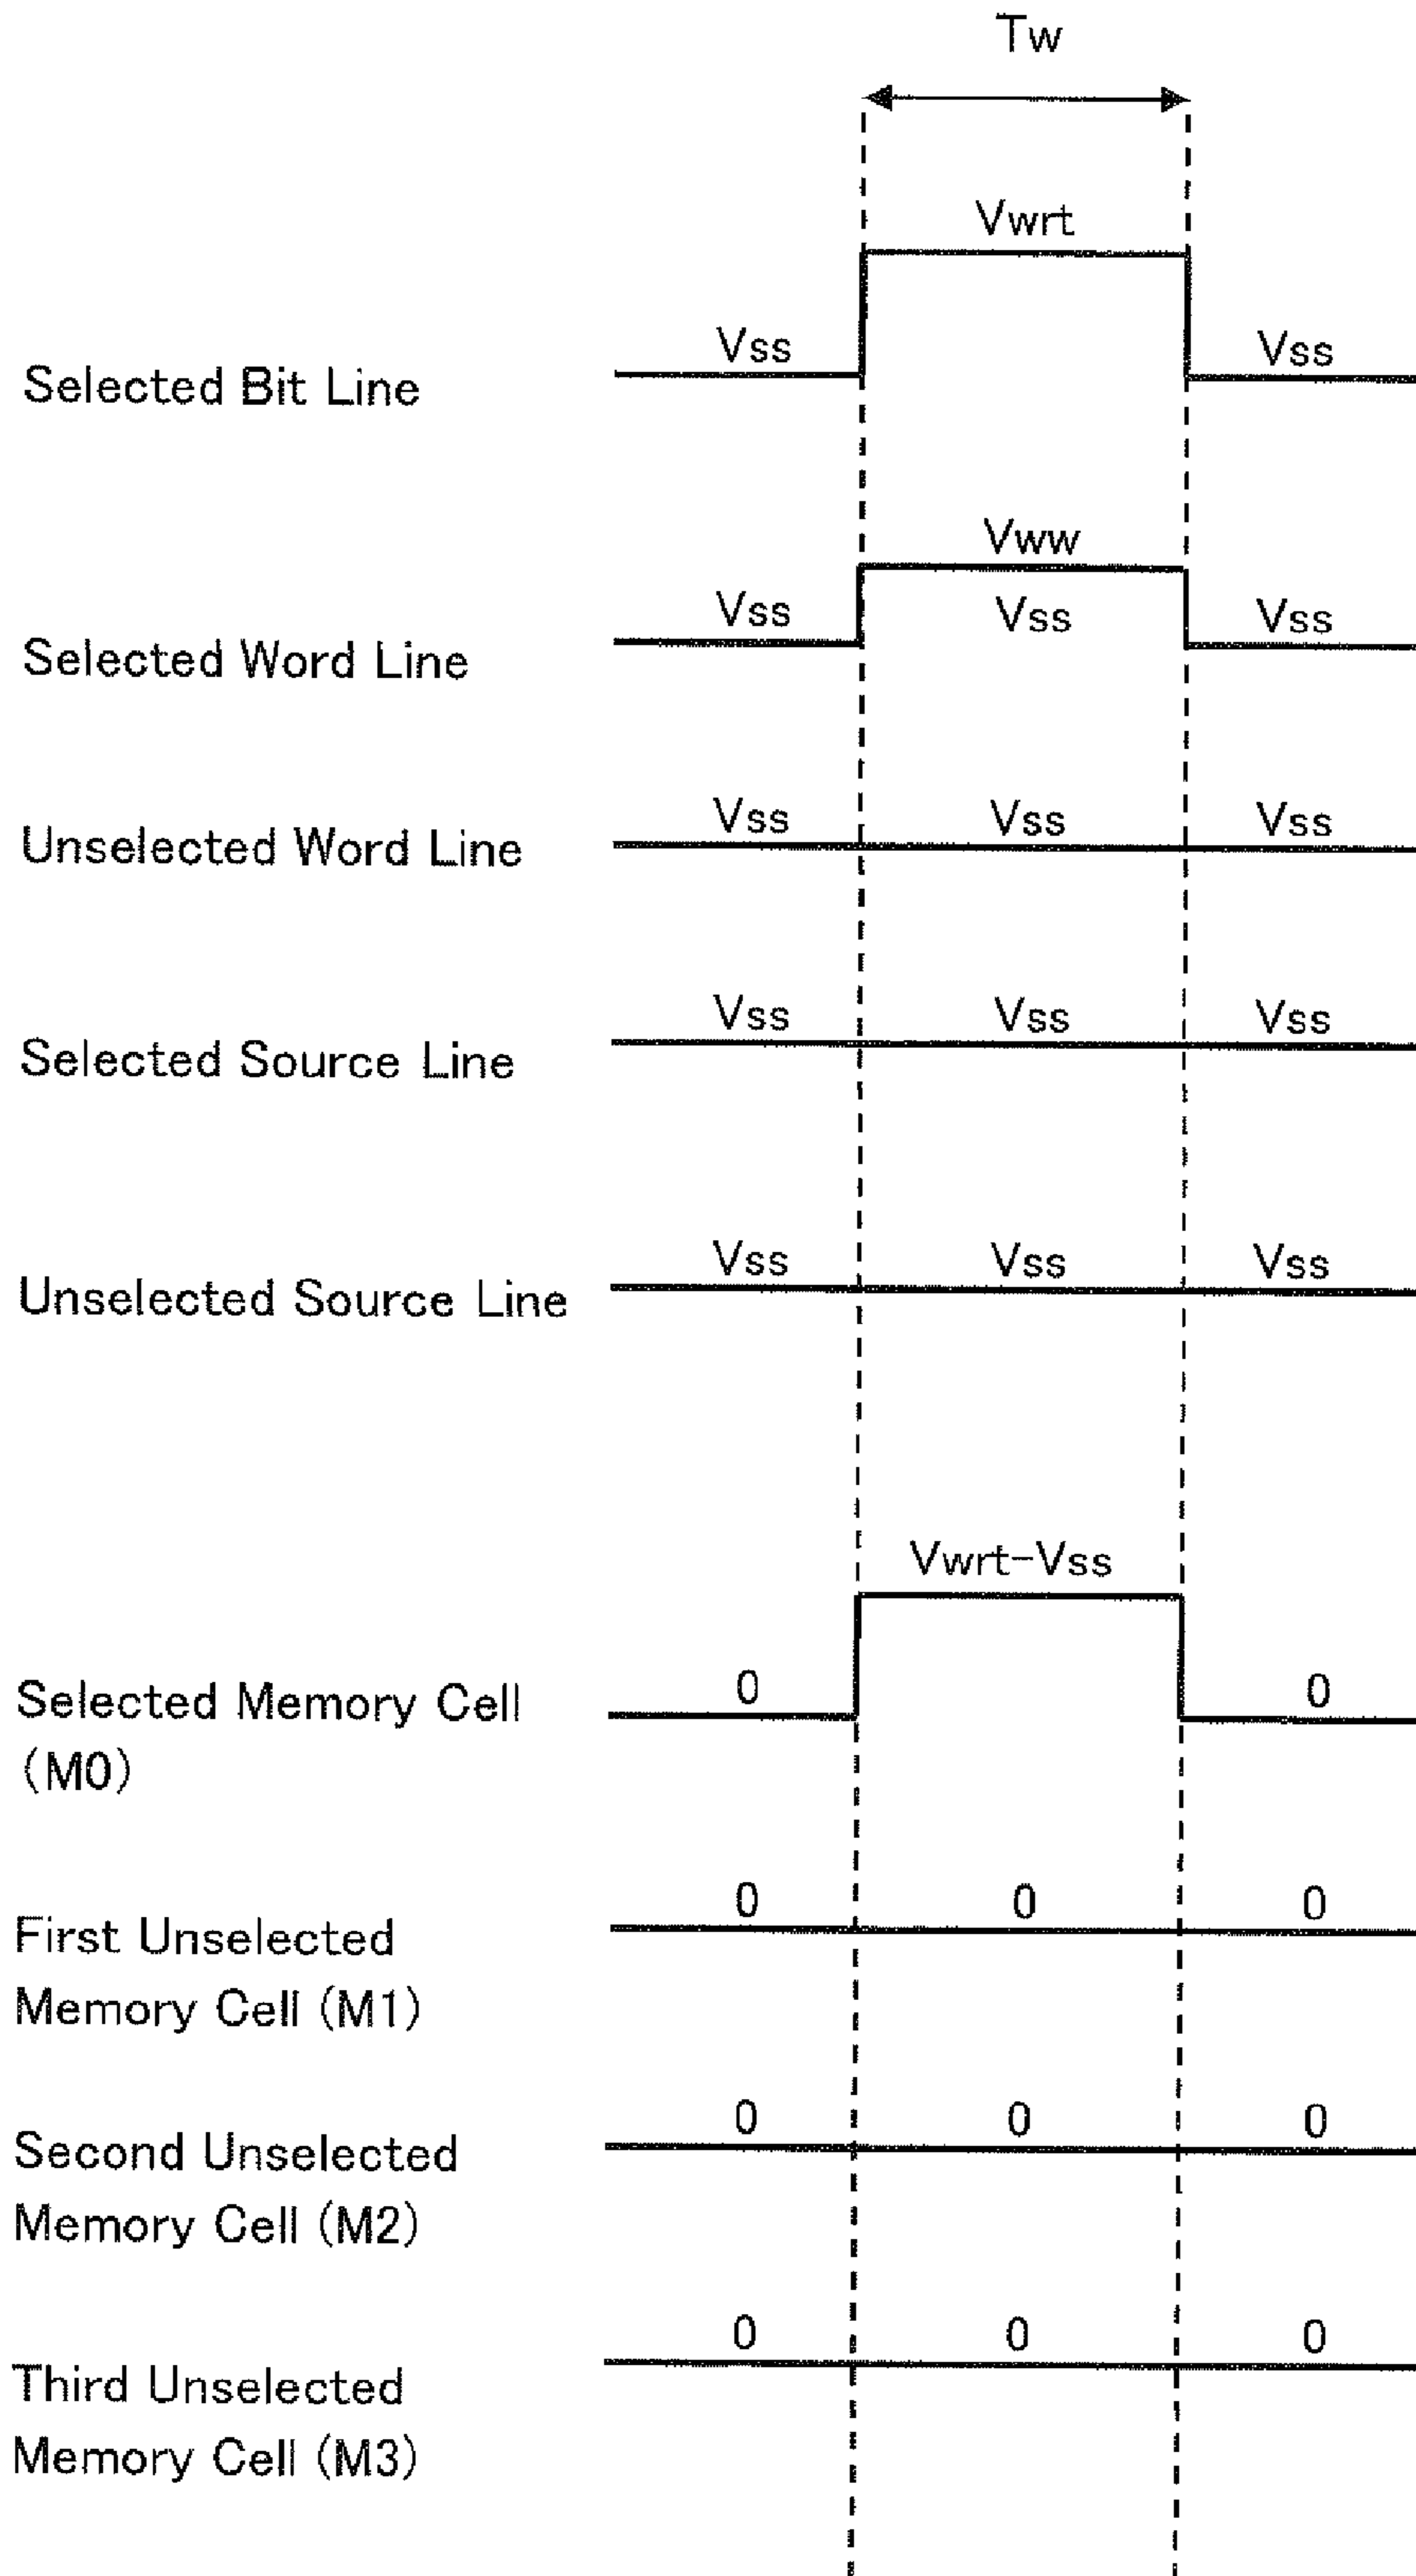 Tw
Vwrt
Vss Vss
Selected Bit Line
Vww
Vss Vss Vss
Selected Word Line
Vss Vss Vss
Unselected Word Line
Vss Vss Vss
Selected Source Line
Vss Vss Vss
Unselected Source Line
Vwrt-Vss
0 0
Selected Memory Cell
(M0)
0 0 0
First Unselected
Memory Cell (M1)
0 0 0
Second Unselected
Memory Cell (M2)
0 0 0
Third Unselected
Memory Cell (M3)